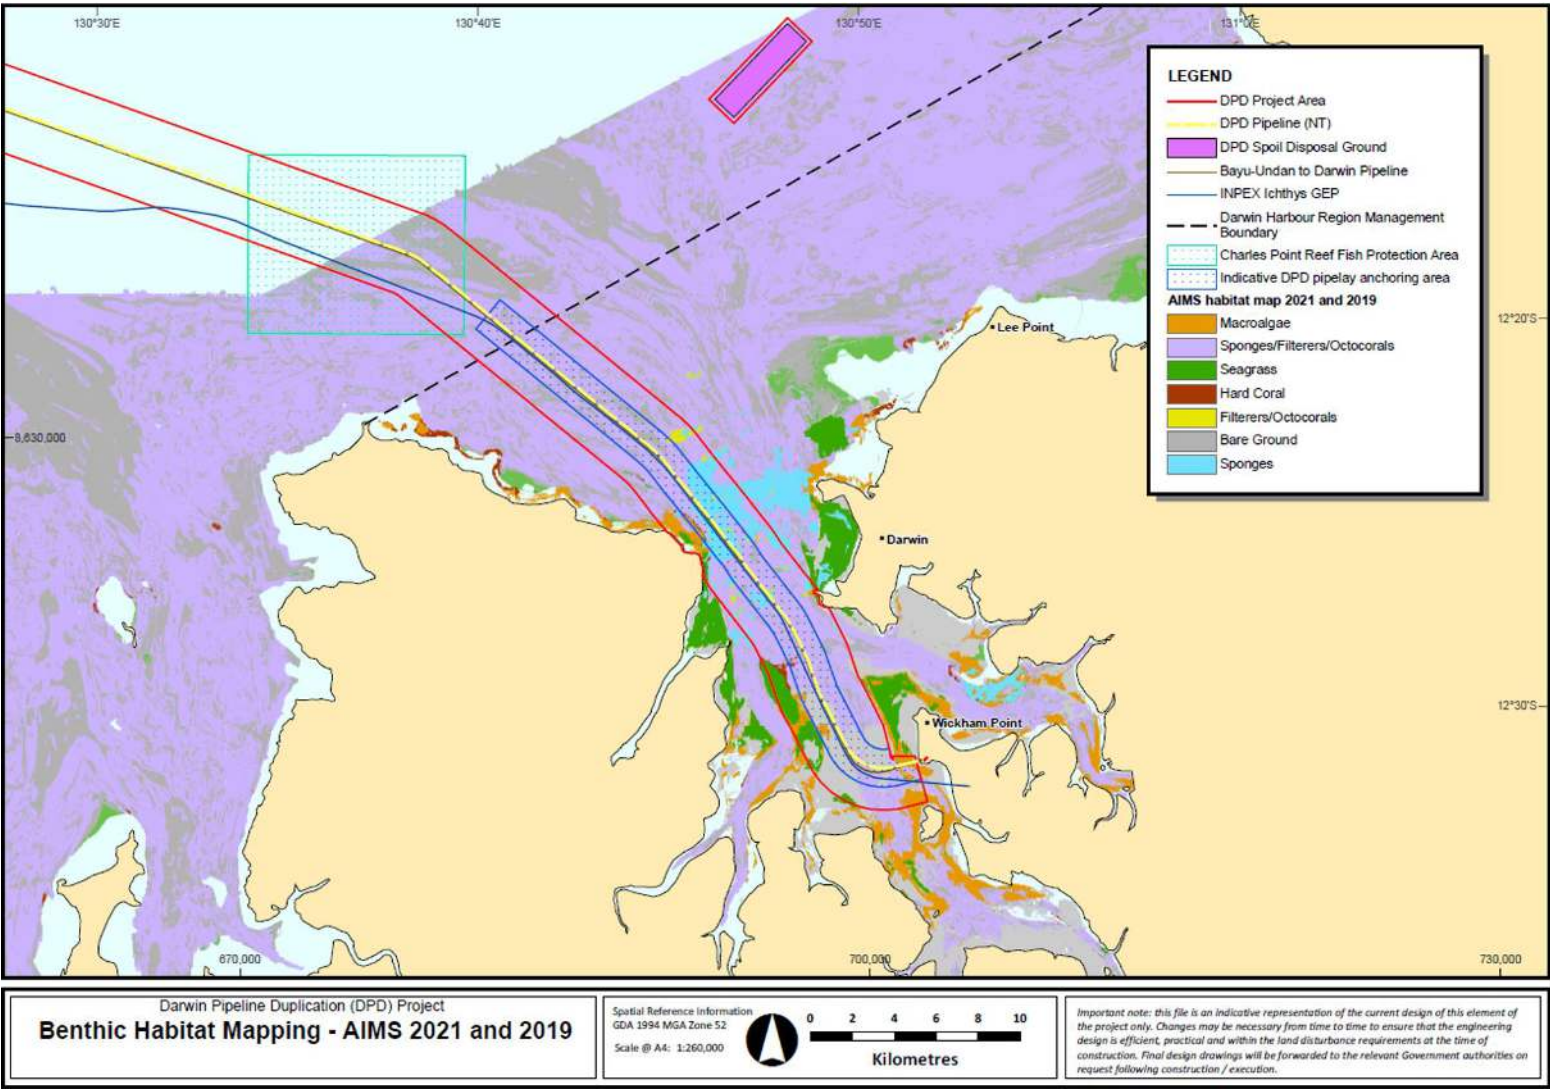 130°30'E
130°40'E
130°50'E
131°0'E
LEGEND
DPD Project Area
DPD Pipeline (NT)
DPD Spoil Disposal Ground
Bayu-Undan to Darwin Pipeline
INPEX Ichthys GEP
Darwin Harbour Region Management
Boundary
Charles Point Reef Fish Protection Area
Indicative DPD pipelay anchoring area
AIMS habitat map 2021 and 2019
Macroalgae
Sponges/Filterers/Octocorals
Seagrass
Hard Coral
Filterers/Octocorals
Bare Ground
Sponges
12°20'S
Lee Point
8,630,000
Darwin
12°30'S
Wickham Point
670,000
700,000
730,000
Darwin Pipeline Duplication (DPD) Project
Benthic Habitat Mapping - AIMS 2021 and 2019
Spatial Reference Information
GDA 1994 MGA Zone 52
Scale @ A4: 1:260,000
0 2 4 6 8 10
Kilometres
Important note: this file is an indicative representation of the current design of this element of
the project only. Changes may be necessary from time to time to ensure that the engineering
design is efficient, practical and within the land disturbance requirements at the time of
construction. Final design drawings will be forwarded to the relevant Government authorities on
request following construction / execution.